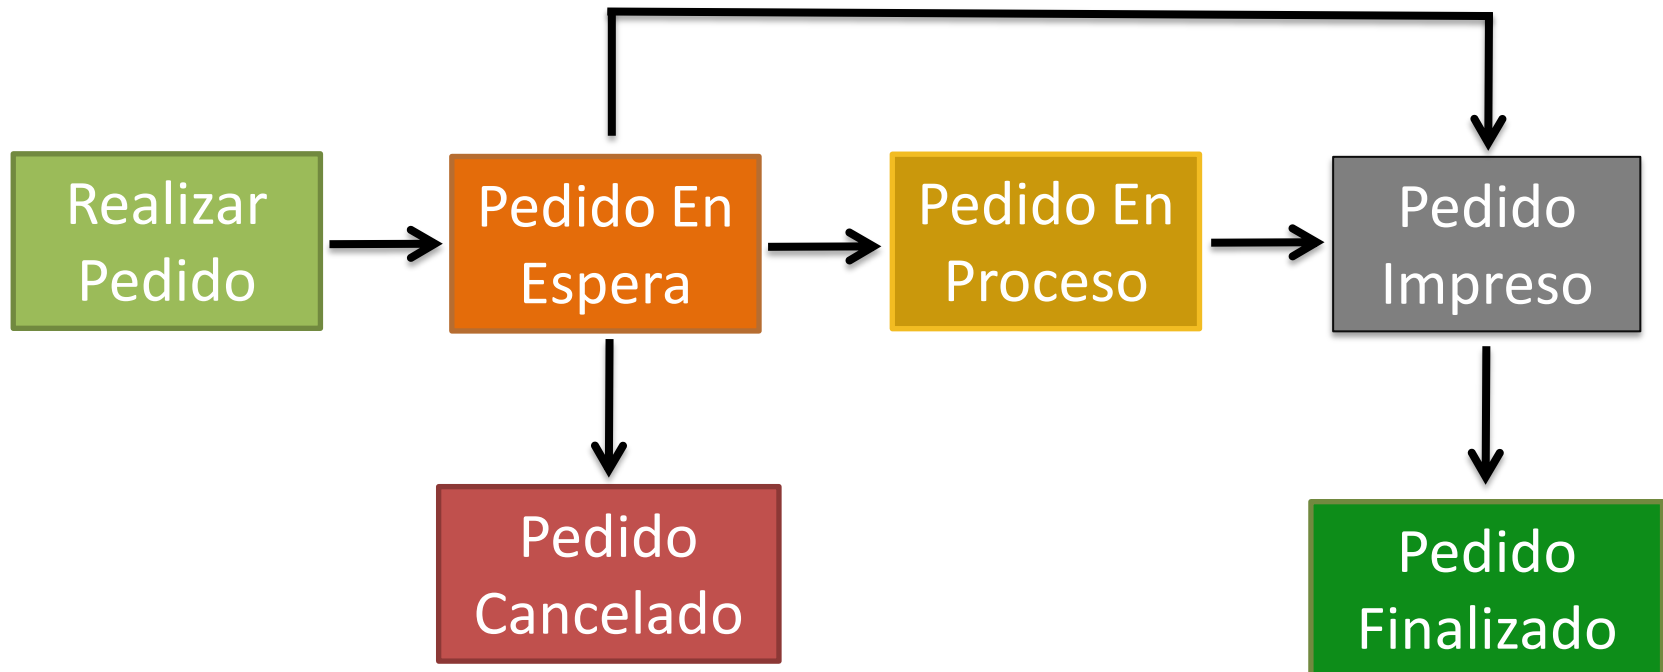 Realizar
Pedido
Pedido En
Espera
Pedido En
Proceso
Pedido
Impreso
Pedido
Cancelado
Pedido
Finalizado